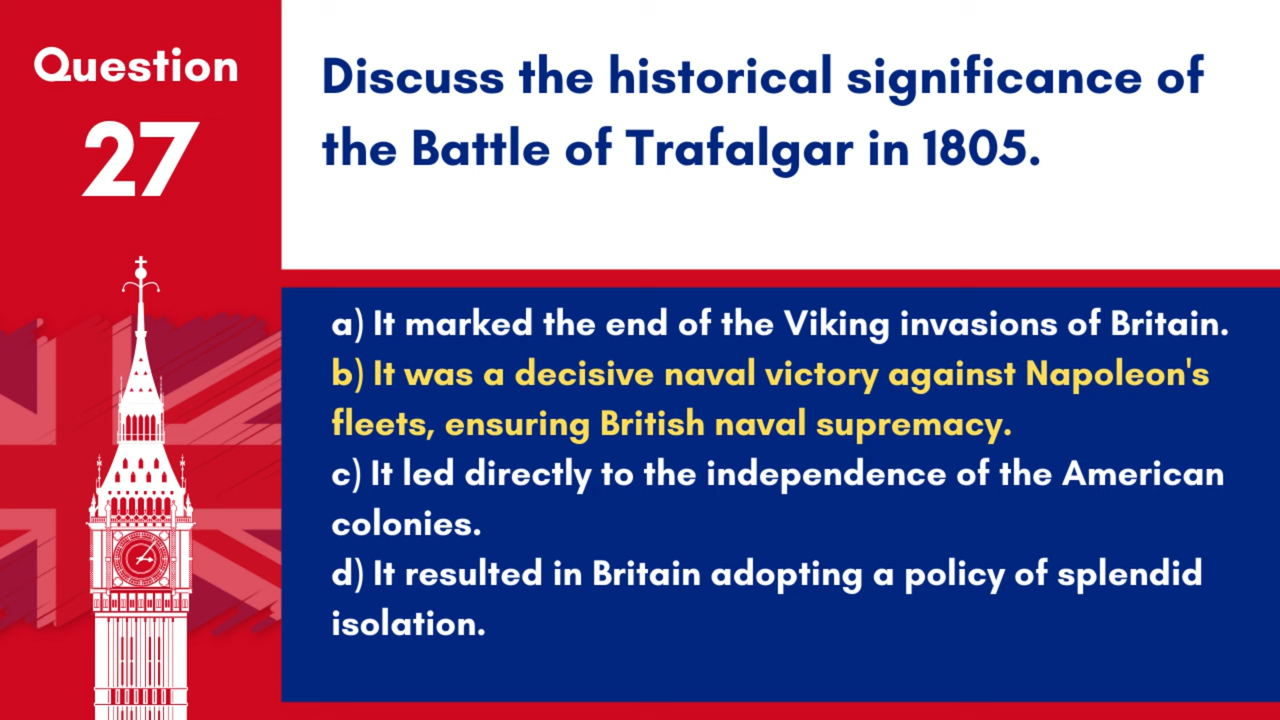 Question
27
Discuss the historical significance of
the Battle of Trafalgar in 1805.
a) It marked the end of the Viking invasions of Britain.
b) It was a decisive naval victory against Napoleon's
fleets, ensuring British naval supremacy.
c) It led directly to the independence of the American
colonies.
d) It resulted in Britain adopting a policy of splendid
isolation.